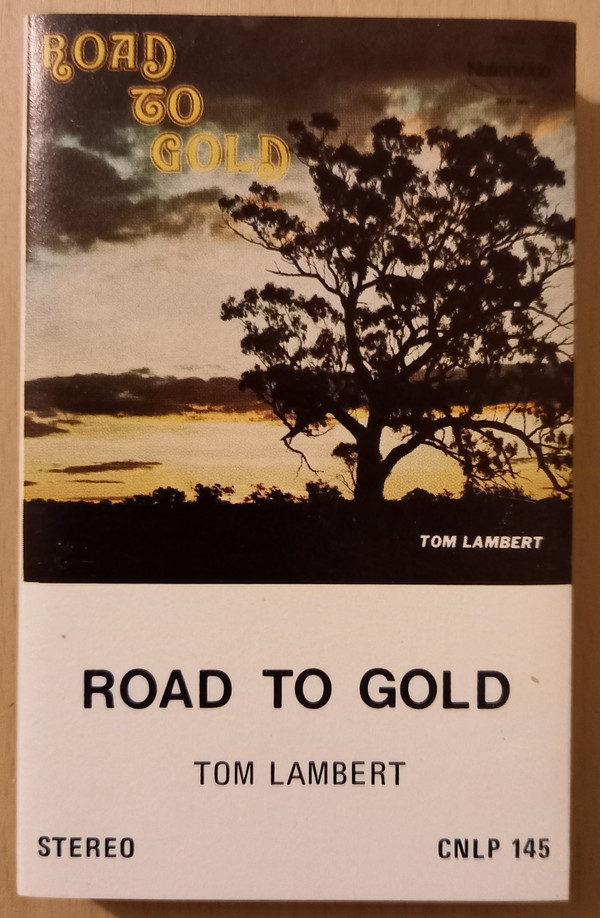 ROAD
TO
GOLD
TOM LAMBERT
ROAD TO GOLD
TOM LAMBERT
STEREO
CNLP 145